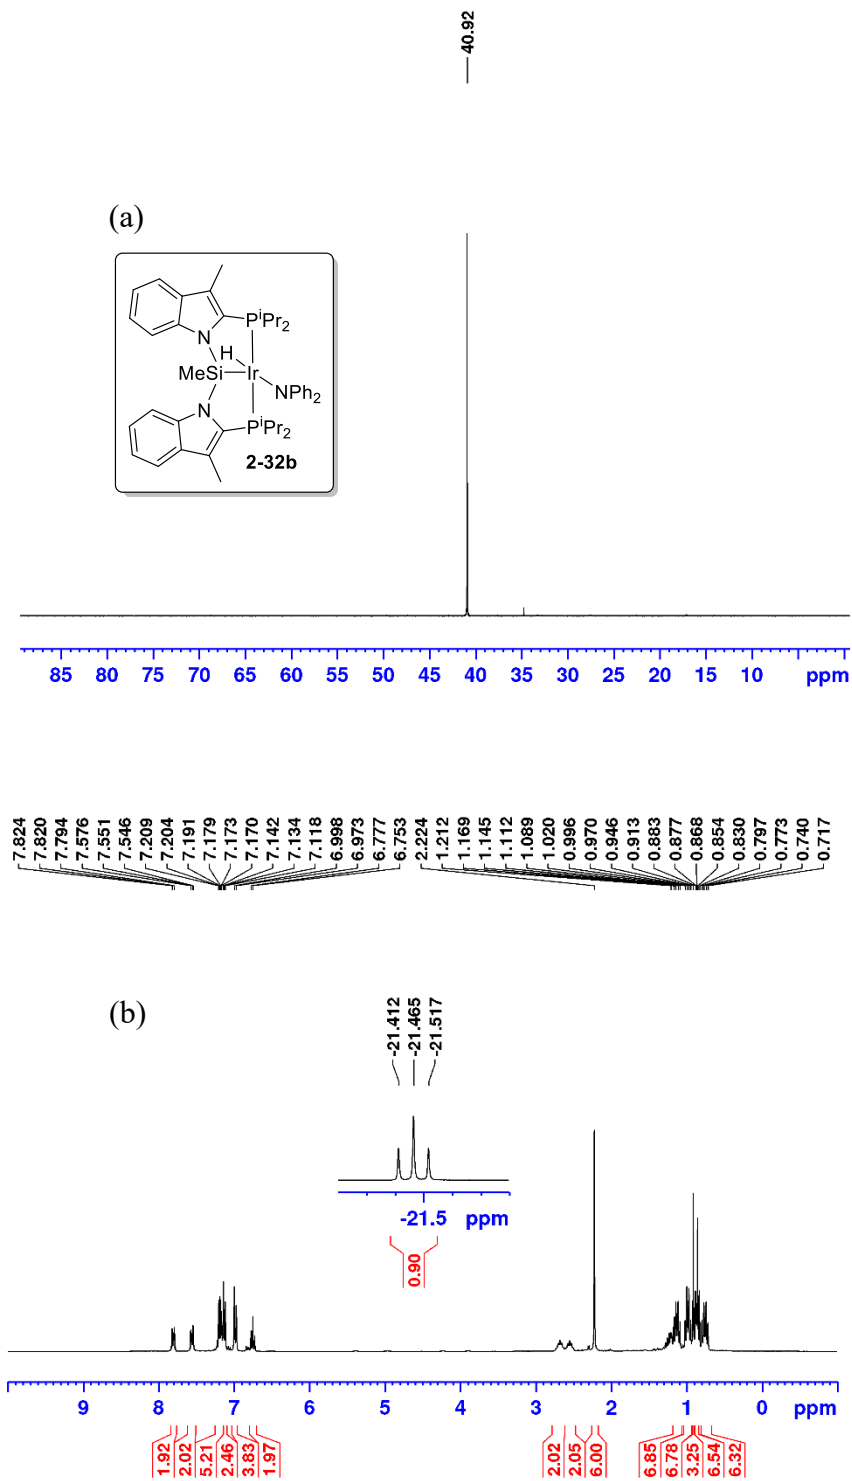 40.92
(a)
PiPr2
N
H
MeSi
Ir
NPh2
N
PiPr2
2-32b
85 80 75 70 65 60 55 50 45 40 35 30 25 20 15 10 ppm
7.824 7.820 7.794 7.576 7.551 7.546 7.209 7.204 7.191 7.179 7.173 7.170 7.142 7.134 7.118 6.998 6.973 6.777 6.753 2.224 1.212 1.169 1.145 1.112 1.089 1.020 0.996 0.970 0.946 0.913 0.883 0.877 0.868 0.854 0.830 0.797 0.773 0.740 0.717
(b)
-21.412 -21.465 -21.517
-21.5 ppm
0.90
9 8 7 6 5 4 3 2 1 0 ppm
1.92 2.02 5.21 2.46 3.83 1.97 2.02 2.05 6.00 6.85 6.78 3.25 6.54 6.32